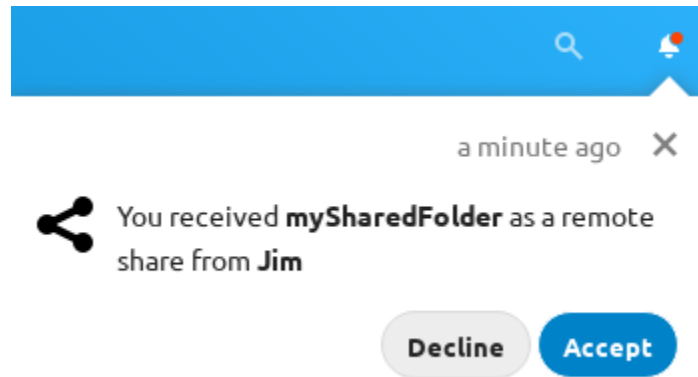 a minute ago
You received mySharedFolder as a remote
share from Jim
Decline Accept